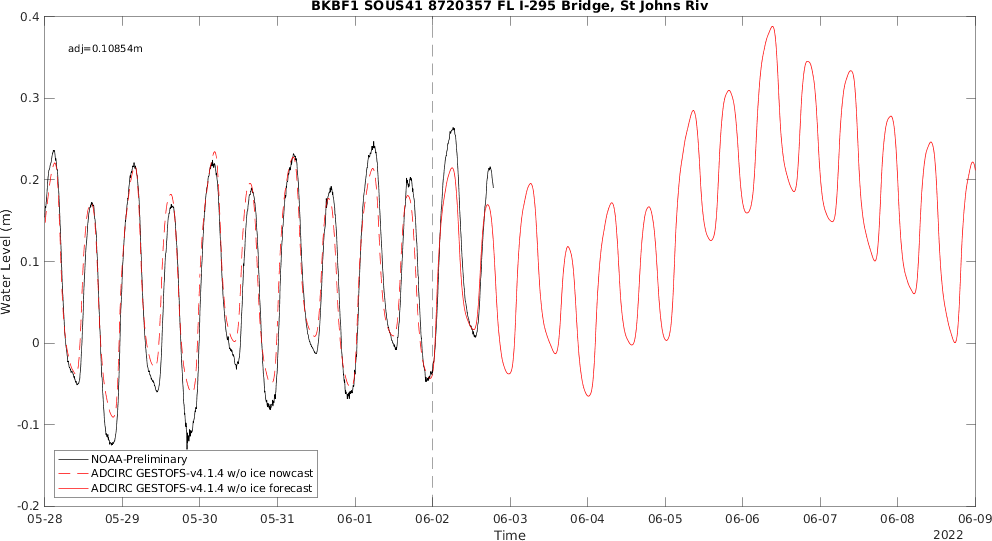 BKBF1 SOUS41 8720357 FL I-295 Bridge, St Johns Riv
adj=0.10854m
0.4
0.3
0.2
0.1
0
-0.1
-0.2
Water Level (m)
NOAA-Preliminary
ADCIRC GESTOFS-v4.1.4 w/o ice nowcast
ADCIRC GESTOFS-v4.1.4 w/o ice forecast
05-28 05-29 05-30 05-31 06-01 06-02 06-03 06-04 06-05 06-06 06-07 06-08 06-09
Time
2022